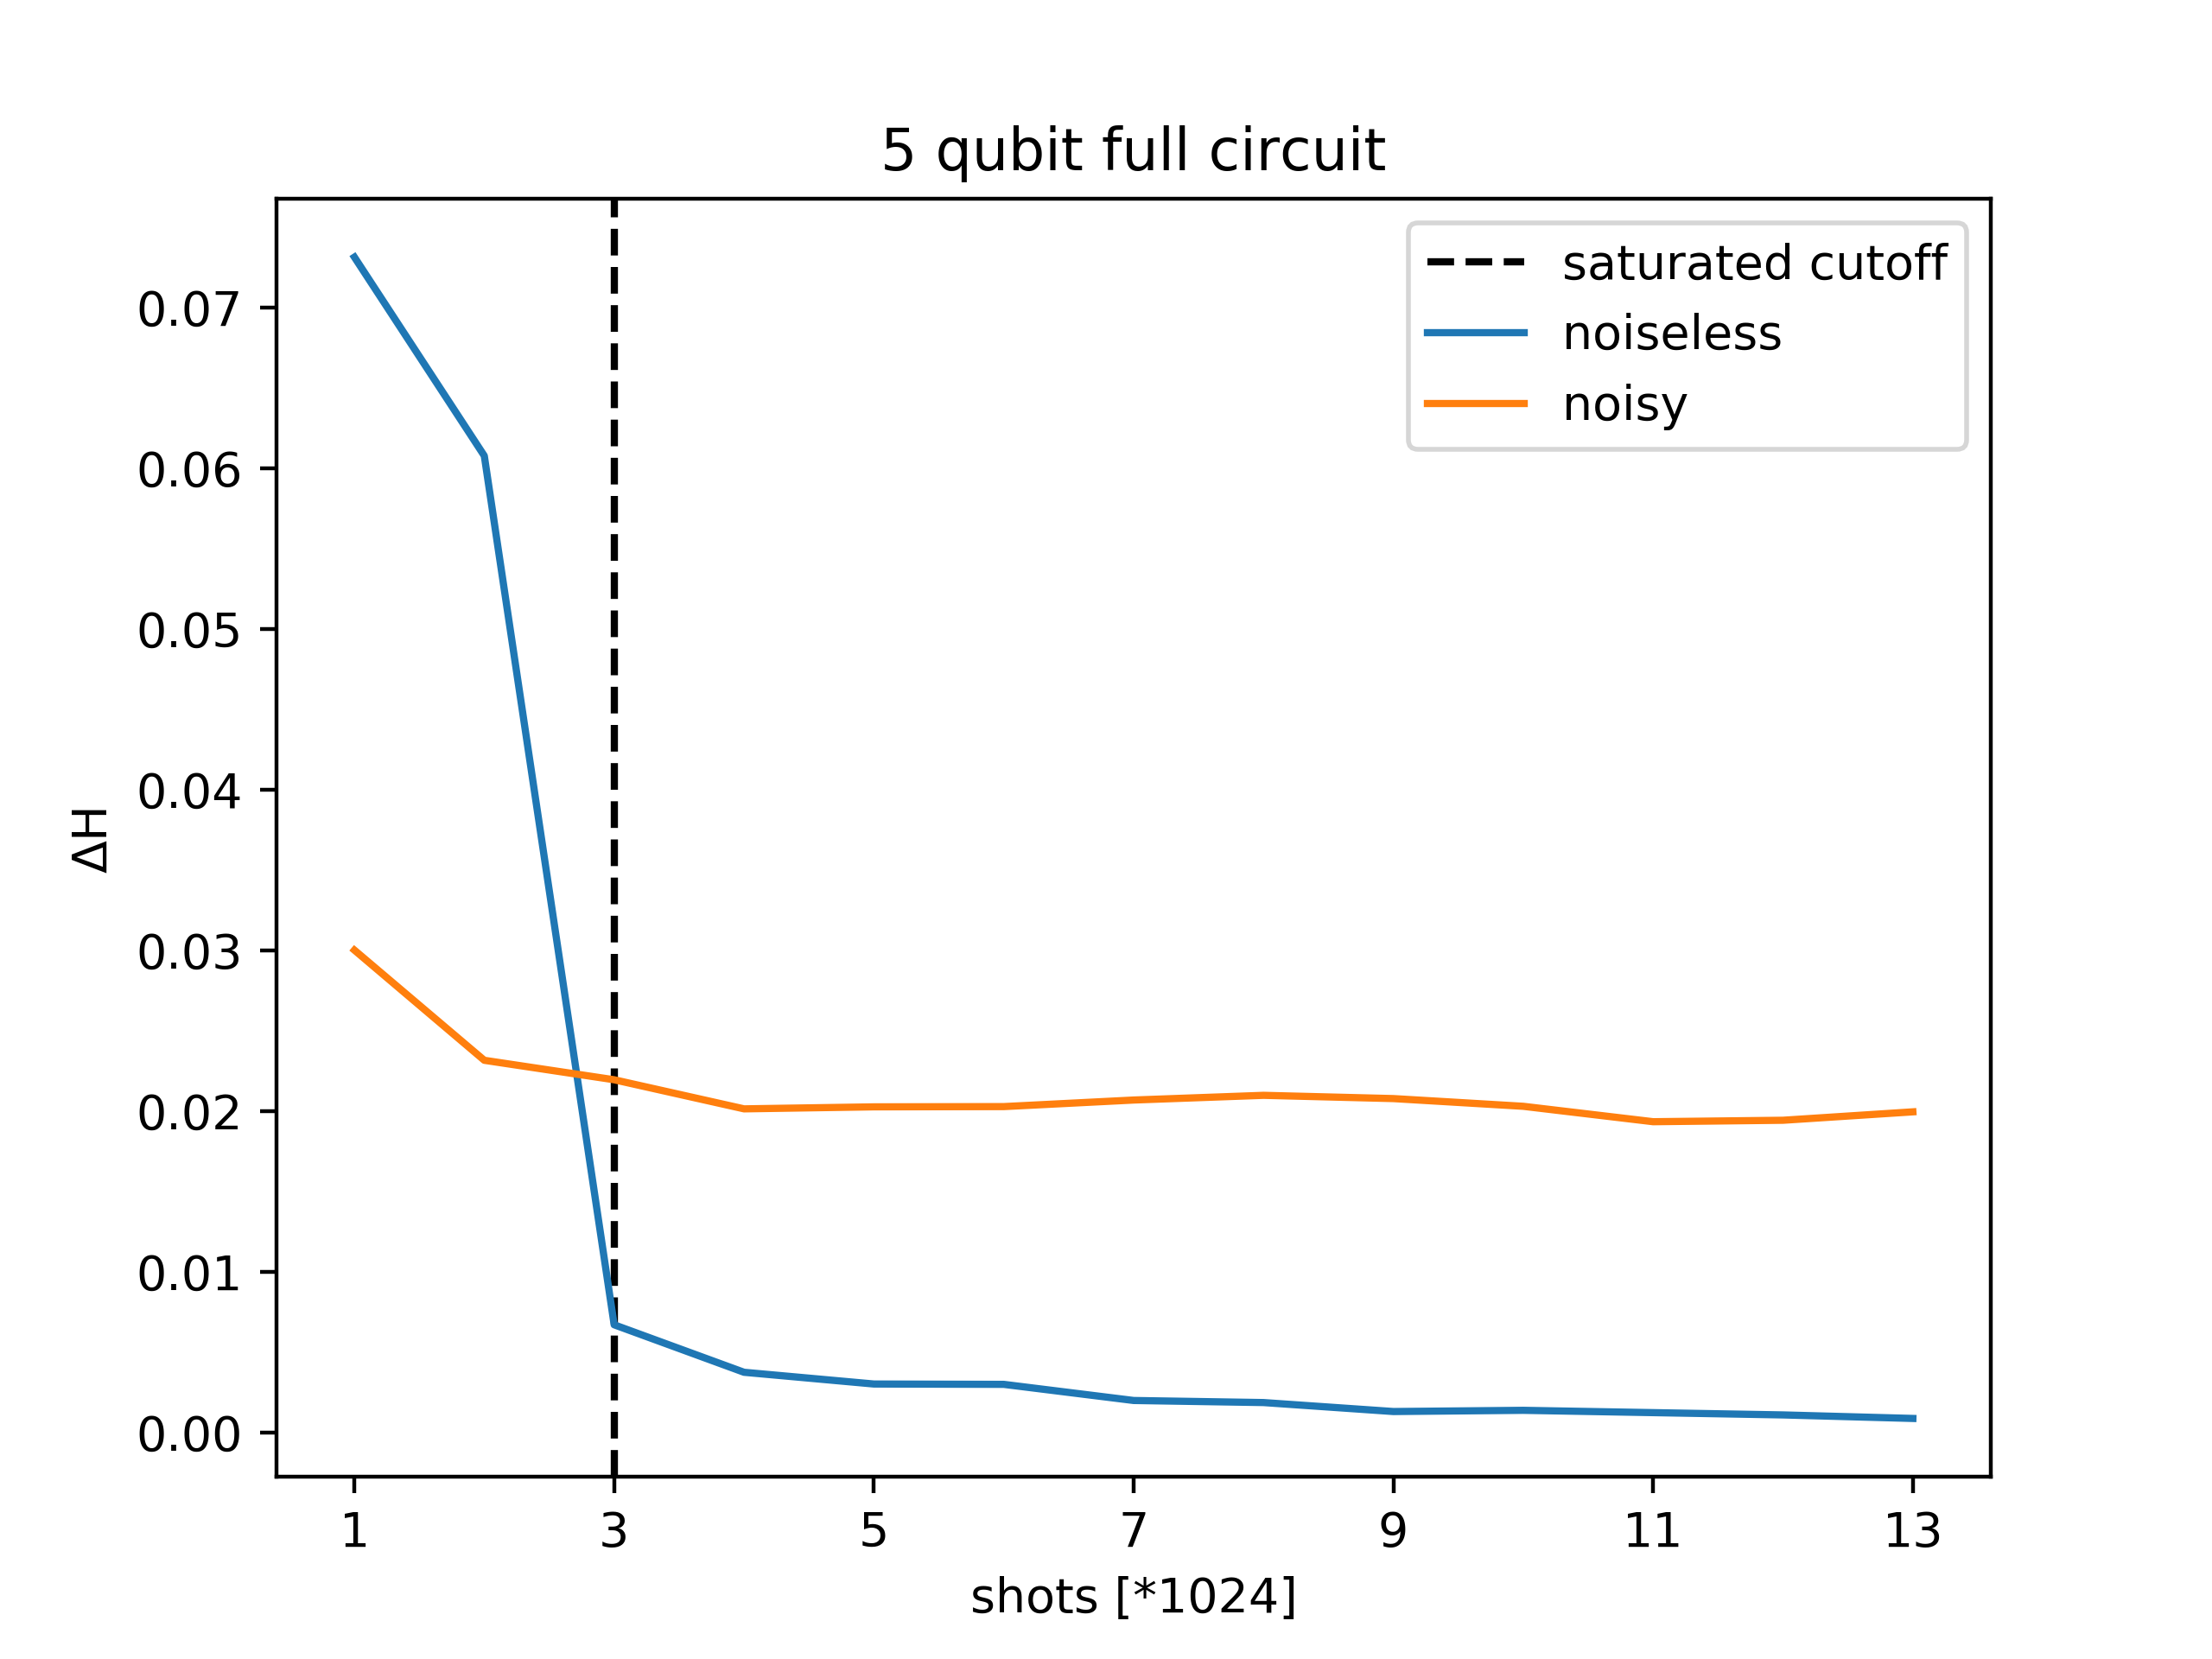 5 qubit full circuit
saturated cutoff
noiseless
noisy
0.07
0.06
0.05
0.04
0.03
0.02
0.01
0.00
ΔH
1 3 5 7 9 11 13
shots [*1024]